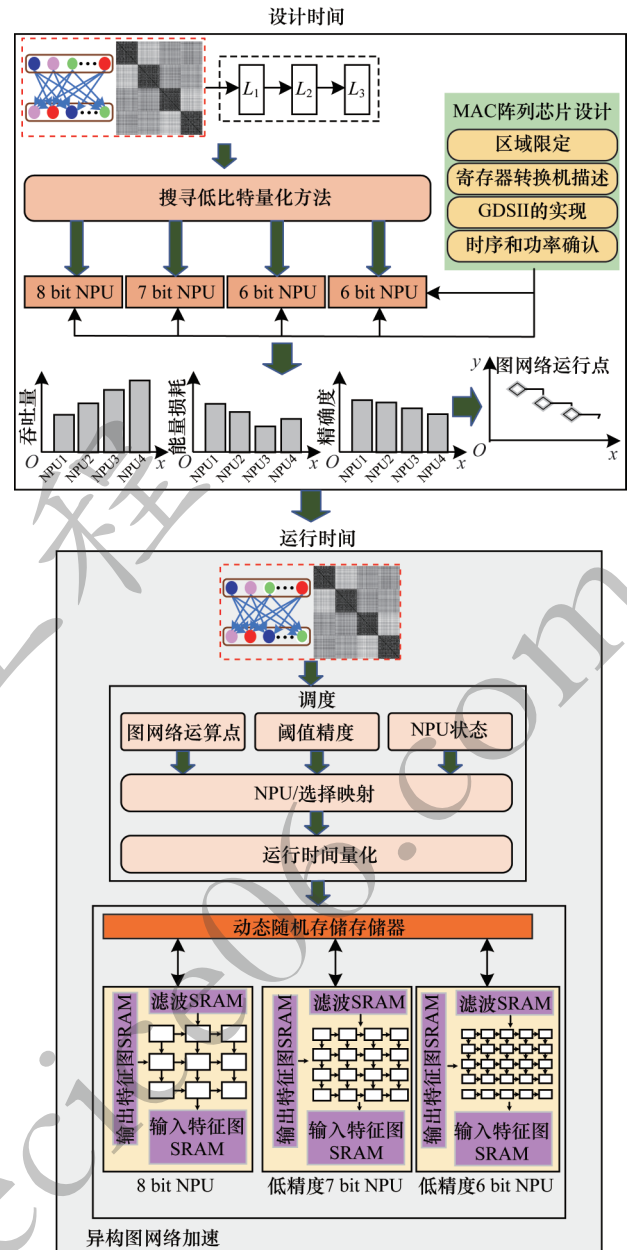 设计时间
L1
L2
L3
MAC阵列芯片设计
区域限定
寄存器转换机描述
GDSII的实现
时序和功率确认
搜寻低比特量化方法
8 bit NPU
7 bit NPU
6 bit NPU
6 bit NPU
吞吐量
O
NPU1
NPU2
NPU3
NPU4
x
能量损耗
O
NPU1
NPU2
NPU3
NPU4
x
精确度
O
NPU1
NPU2
NPU3
NPU4
x
y
图网络运行点
O
x
运行时间
调度
图网络运算点
阈值精度
NPU状态
NPU/选择映射
运行时间量化
动态随机存储存储器
滤波SRAM
输出特征图SRAM
输入特征图
SRAM
8 bit NPU
滤波SRAM
输出特征图SRAM
输入特征图
SRAM
低精度7 bit NPU
滤波SRAM
输出特征图SRAM
输入特征图
SRAM
低精度6 bit NPU
异构图网络加速
工程
ecice06.com